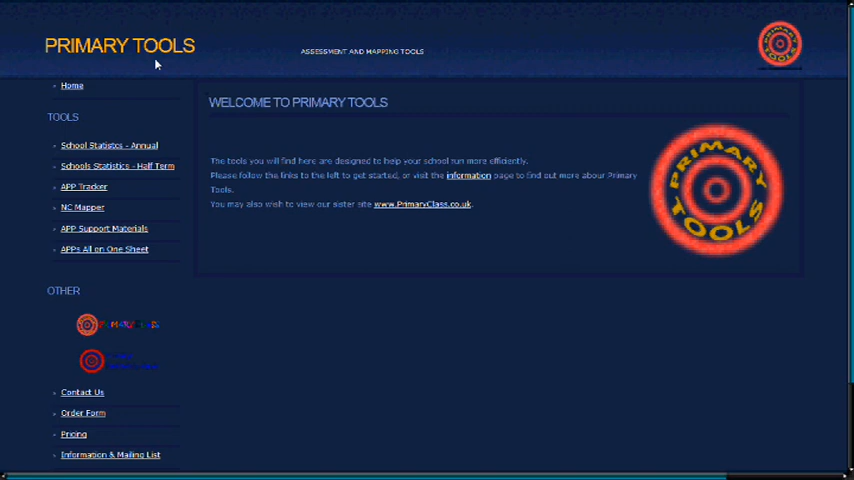 PRIMARY TOOLS
ASSESSMENT AND MAPPING TOOLS
PRIMARY TOOLS
Home
TOOLS
School Statistcs - Annual
Schools Statistics - Half Term
APP Tracker
NC Mapper
APP Support Materials
APPs All on One Sheet
OTHER
Contact Us
Order Form
Pricing
Information & Mailing List
WELCOME TO PRIMARY TOOLS
The tools you will find here are designed to help your school run more efficiently.
Please follow the links to the left to get started, or visit the information page to find out more abour Primary
Tools.
You may also wish to view our sister site www.PrimaryClass.co.uk.
PRIMARY TOOLS